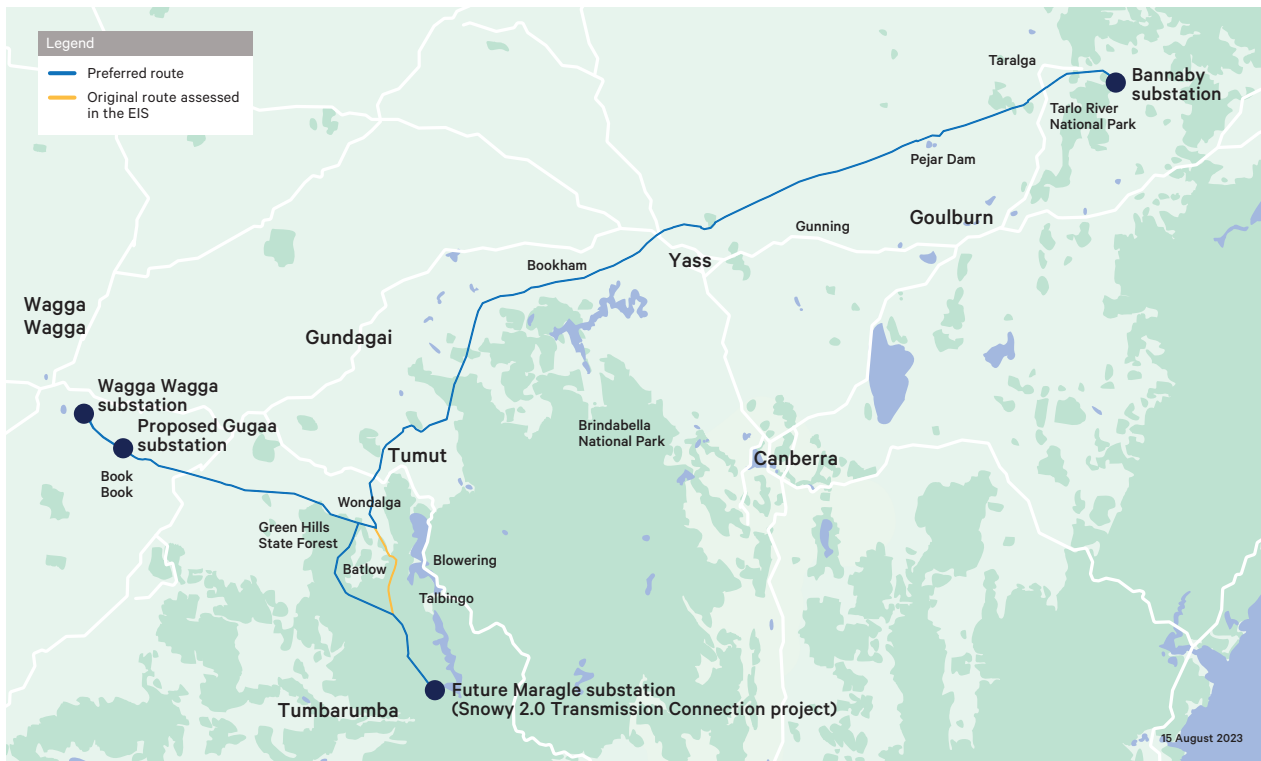 Legend
Preferred route
Original route assessed
in the EIS
Taralga
Bannaby
substation
Tarlo River
National Park
Pejar Dam
Goulburn
Gunning
Yass
Bookham
Wagga
Wagga
Gundagai
Wagga Wagga
substation
Proposed Gugaa
substation
Book
Book
Brindabella
National Park
Tumut
Canberra
Wondalga
Green Hills
State Forest
Batlow
Blowering
Talbingo
Future Maragle substation
(Snowy 2.0 Transmission Connection project)
Tumbarumba
15 August 2023